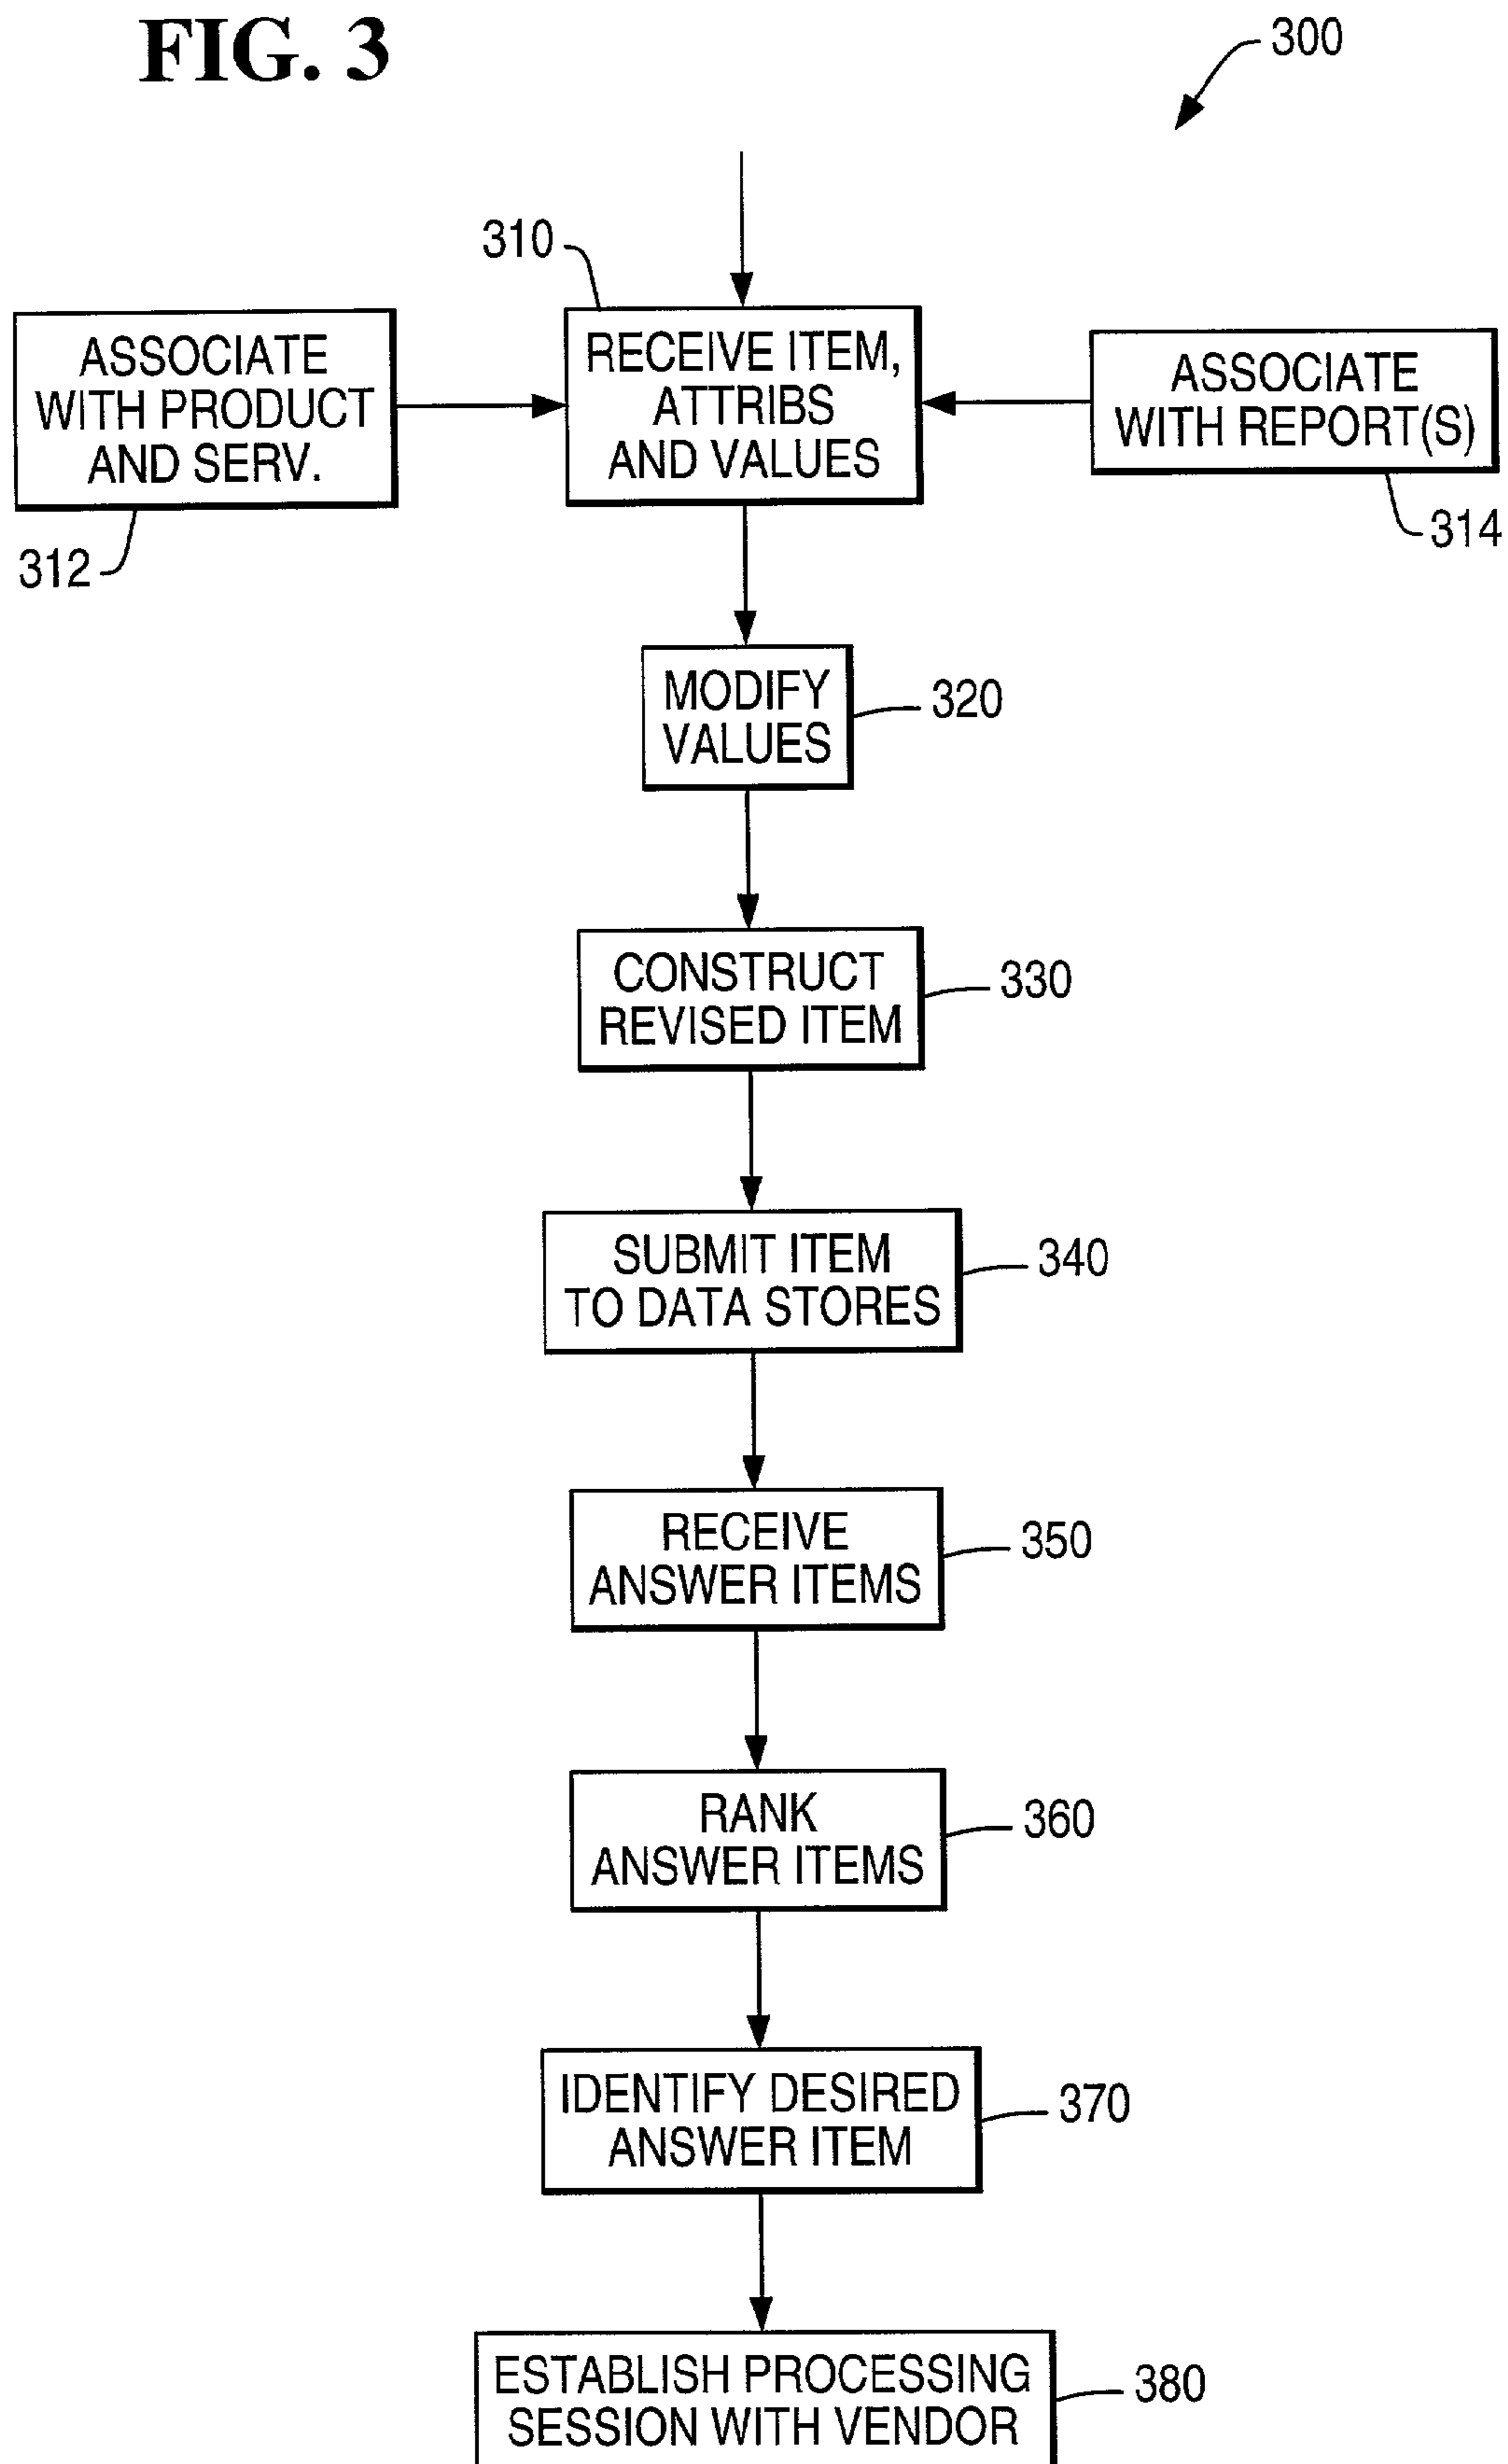 FIG. 3
300
310
ASSOCIATE
WITH PRODUCT
AND SERV.
312
RECEIVE ITEM,
ATTRIBS
AND VALUES
ASSOCIATE
WITH REPORT(S)
314
MODIFY
VALUES
320
CONSTRUCT
REVISED ITEM
330
SUBMIT ITEM
TO DATA STORES
340
RECEIVE
ANSWER ITEMS
350
RANK
ANSWER ITEMS
360
IDENTIFY DESIRED
ANSWER ITEM
370
ESTABLISH PROCESSING
SESSION WITH VENDOR
380